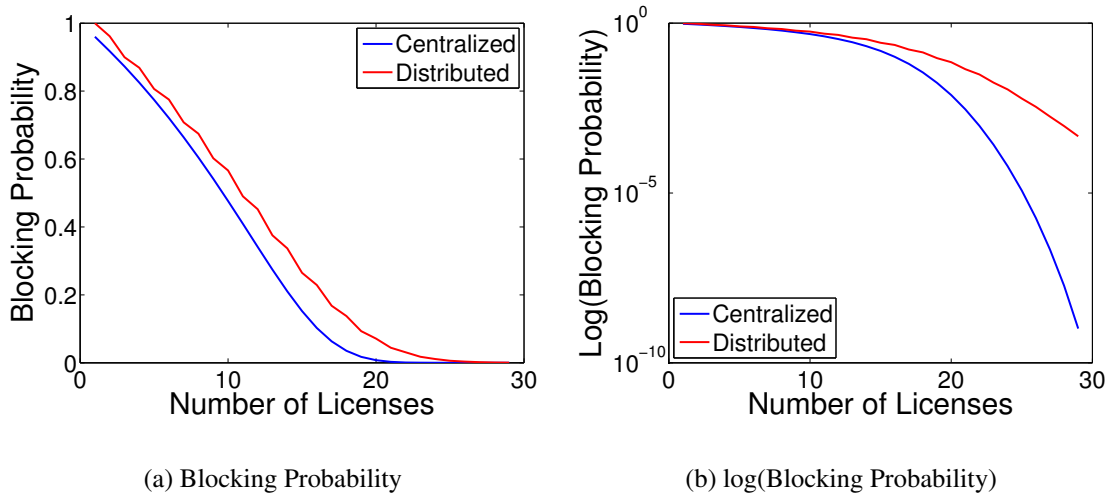 1
0.8
0.6
0.4
0.2
0
0 10 20 30
Blocking Probability
Number of Licenses
Centralized
Distributed
(a) Blocking Probability
10^0
10^-5
10^-10
0 10 20 30
Log(Blocking Probability)
Number of Licenses
Centralized
Distributed
(b) log(Blocking Probability)